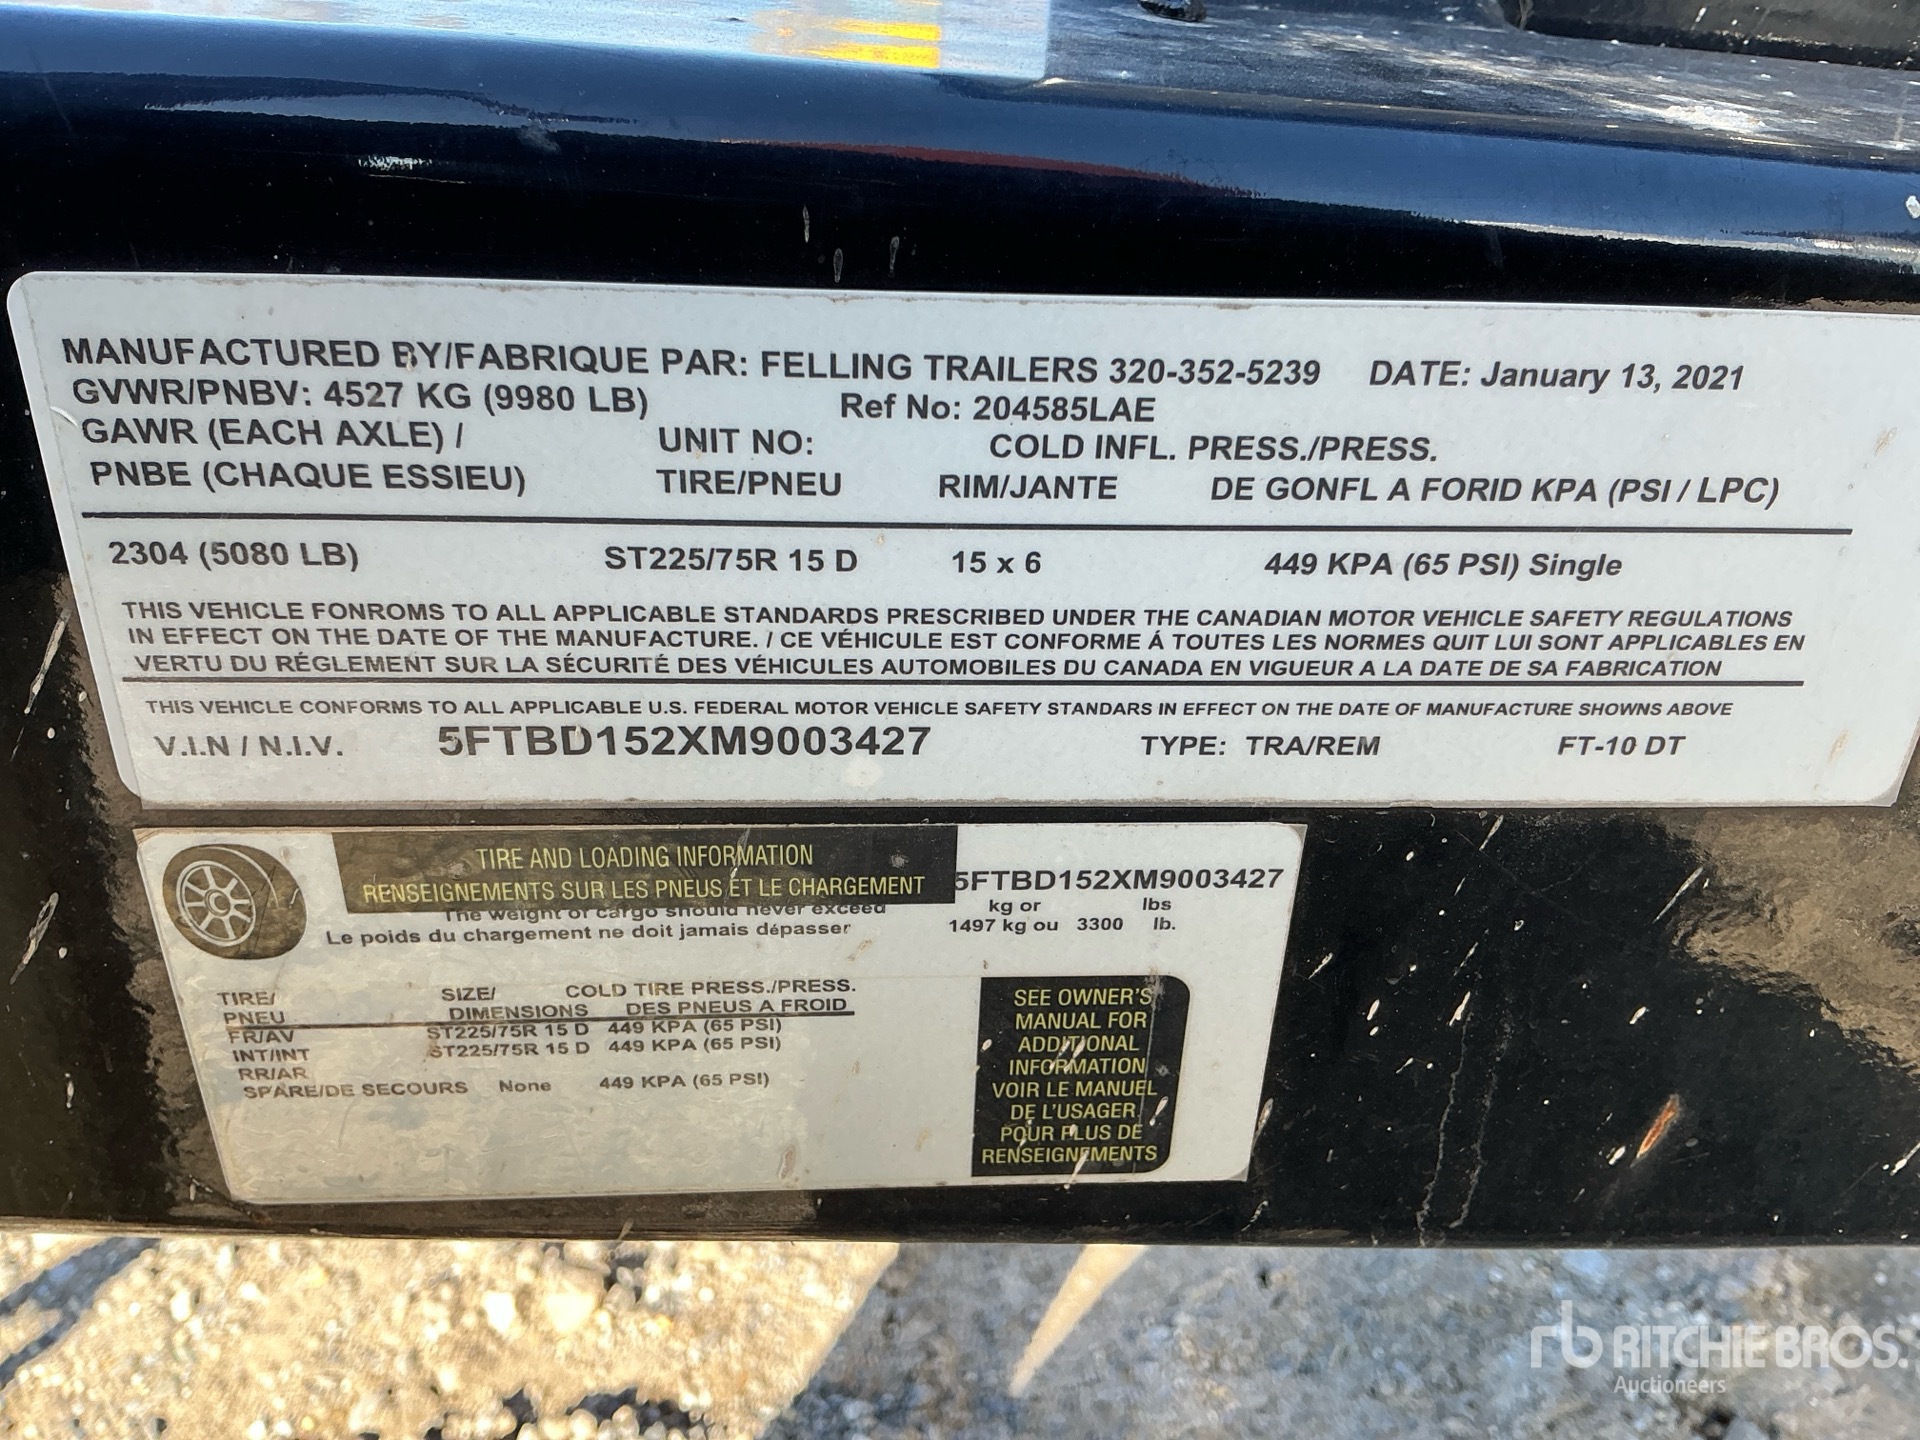 MANUFACTURED BY/FABRIQUE PAR: FELLING TRAILERS 320-352-5239 DATE: January 13, 2021
GVWR/PNBV: 4527 KG (9980 LB) Ref No: 204585LAE
GAWR (EACH AXLE) / UNIT NO: COLD INFL. PRESS./PRESS.
PNBE (CHAQUE ESSIEU) TIRE/PNEU RIM/JANTE DE GONFL A FORID KPA (PSI / LPC)
2304 (5080 LB) ST225/75R 15 D 15 x 6 449 KPA (65 PSI) Single
THIS VEHICLE FONROMS TO ALL APPLICABLE STANDARDS PRESCRIBED UNDER THE CANADIAN MOTOR VEHICLE SAFETY REGULATIONS
IN EFFECT ON THE DATE OF THE MANUFACTURE. / CE VÉHICULE EST CONFORME Á TOUTES LES NORMES QUIT LUI SONT APPLICABLES EN
VERTU DU RÉGLEMENT SUR LA SÉCURITÉ DES VÉHICULES AUTOMOBILES DU CANADA EN VIGUEUR A LA DATE DE SA FABRICATION
THIS VEHICLE CONFORMS TO ALL APPLICABLE U.S. FEDERAL MOTOR VEHICLE SAFETY STANDARS IN EFFECT ON THE DATE OF MANUFACTURE SHOWNS ABOVE
V.I.N / N.I.V. 5FTBD152XM9003427 TYPE: TRA/REM FT-10 DT
TIRE AND LOADING INFORMATION
RENSEIGNEMENTS SUR LES PNEUS ET LE CHARGEMENT 5FTBD152XM9003427
The weight of cargo should never exceed kg or lbs
Le poids du chargement ne doit jamais dépasser 1497 kg ou 3300 lb.
TIRE/ SIZE/ COLD TIRE PRESS./PRESS.
PNEU DIMENSIONS DES PNEUS A FROID
FR/AV ST225/75R 15 D 449 KPA (65 PSI)
INT/INT ST225/75R 15 D 449 KPA (65 PSI)
RR/AR
SPARE/DE SECOURS None 449 KPA (65 PSI)
SEE OWNER'S
MANUAL FOR
ADDITIONAL
INFORMATION
VOIR LE MANUEL
DE L'USAGER
POUR PLUS DE
RENSEIGNEMENTS
rb RITCHIE BROS.
Auctioneers